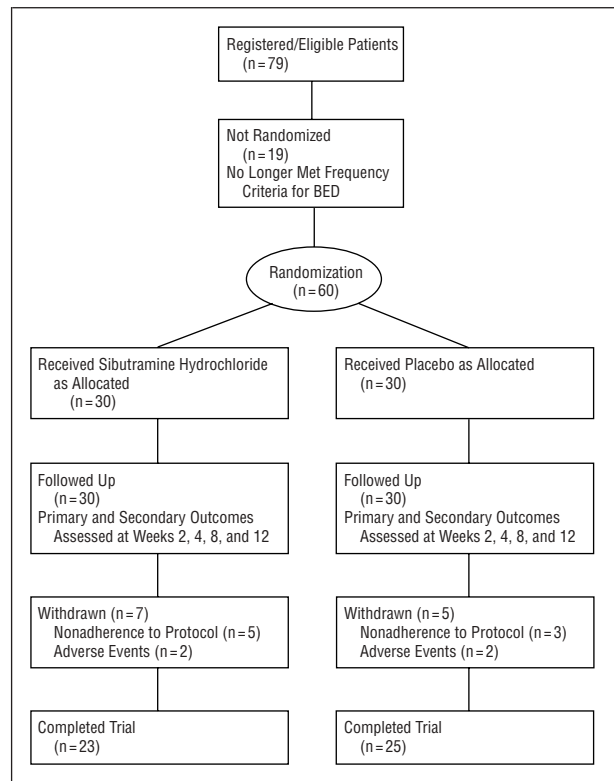 Registered/Eligible Patients
(n=79)
Not Randomized
(n=19)
No Longer Met Frequency
Criteria for BED
Randomization
(n=60)
Received Sibutramine Hydrochloride
as Allocated
(n=30)
Received Placebo as Allocated
(n=30)
Followed Up
(n=30)
Primary and Secondary Outcomes
Assessed at Weeks 2, 4, 8, and 12
Followed Up
(n=30)
Primary and Secondary Outcomes
Assessed at Weeks 2, 4, 8, and 12
Withdrawn (n=7)
Nonadherence to Protocol (n=5)
Adverse Events (n=2)
Withdrawn (n=5)
Nonadherence to Protocol (n=3)
Adverse Events (n=2)
Completed Trial
(n=23)
Completed Trial
(n=25)